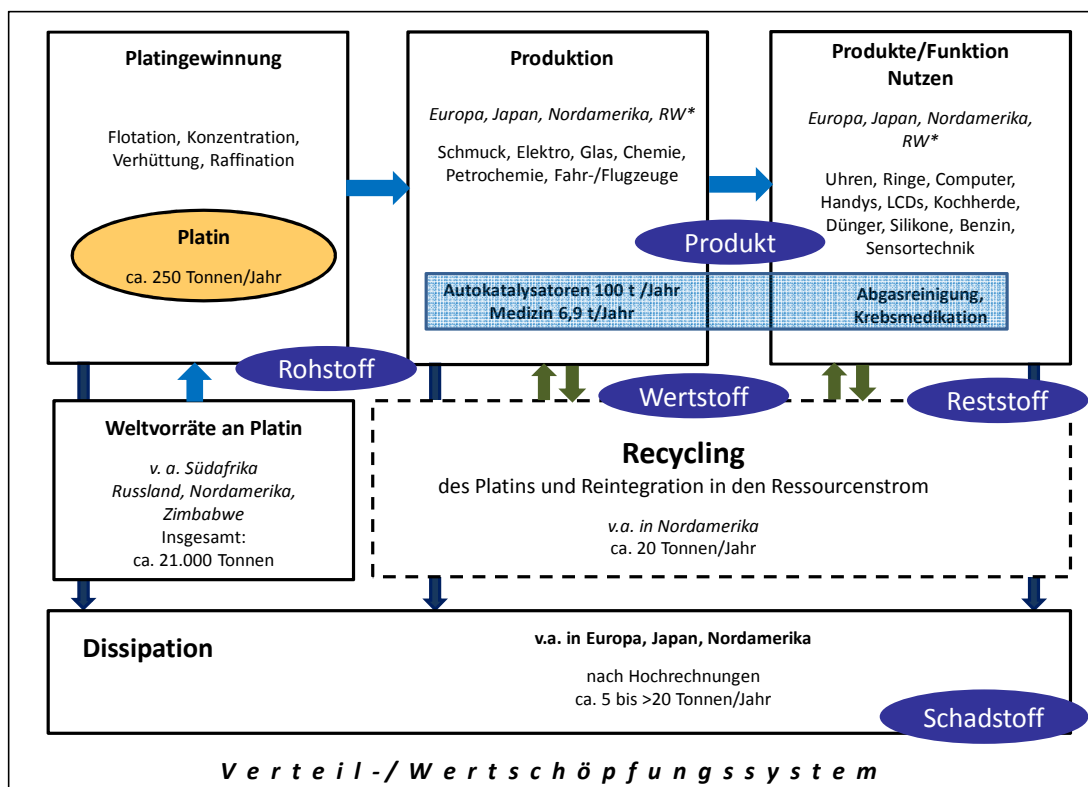 Platingewinnung
Flotation, Konzentration,
Verhüttung, Raffination
Platin
ca. 250 Tonnen/Jahr
Rohstoff
Produktion
Europa, Japan, Nordamerika, RW*
Schmuck, Elektro, Glas, Chemie,
Petrochemie, Fahr-/Flugzeuge
Produkt
Autokatalysatoren 100 t /Jahr
Medizin 6,9 t/Jahr
Produkte/Funktion
Nutzen
Europa, Japan, Nordamerika,
RW*
Uhren, Ringe, Computer,
Handys, LCDs, Kochherde,
Dünger, Silikone, Benzin,
Sensortechnik
Abgasreinigung,
Krebsmedikation
Wertstoff
Reststoff
Weltvorräte an Platin
v. a. Südafrika
Russland, Nordamerika,
Zimbabwe
Insgesamt:
ca. 21.000 Tonnen
Recycling
des Platins und Reintegration in den Ressourcenstrom
v.a. in Nordamerika
ca. 20 Tonnen/Jahr
Dissipation
v.a. in Europa, Japan, Nordamerika
nach Hochrechnungen
ca. 5 bis >20 Tonnen/Jahr
Schadstoff
Verteil-/Wertschöpfungssystem